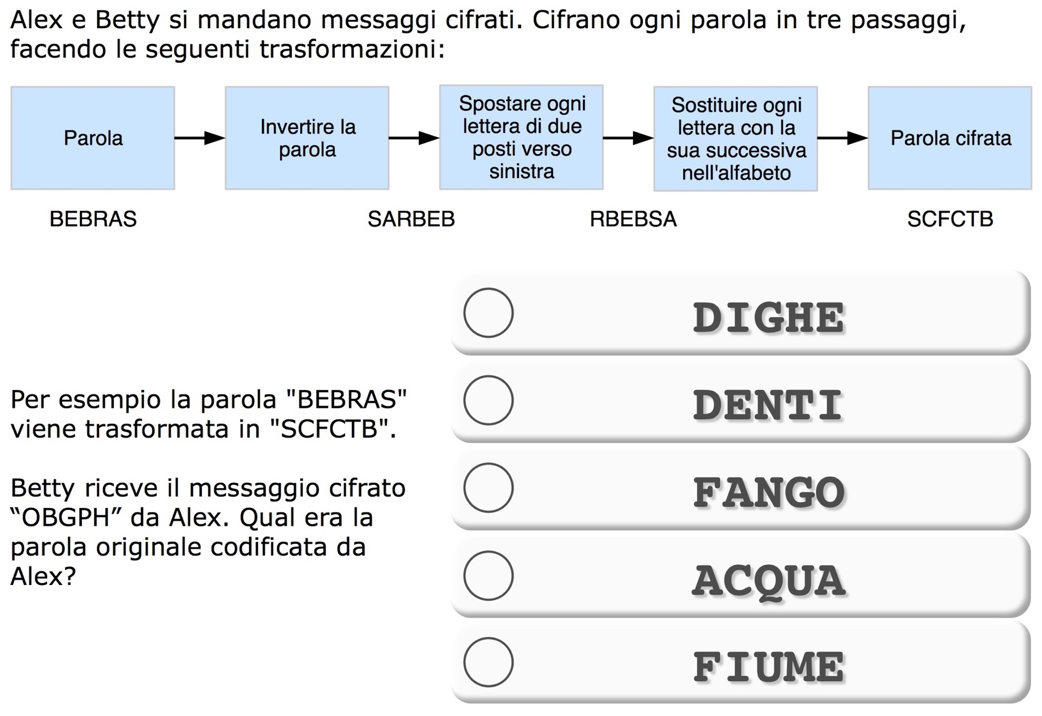 Alex e Betty si mandano messaggi cifrati. Cifrano ogni parola in tre passaggi,
facendo le seguenti trasformazioni:
Parola
Invertire la
parola
Spostare ogni
lettera di due
posti verso
sinistra
Sostituire ogni
lettera con la
sua successiva
nell'alfabeto
Parola cifrata
BEBRAS
SARBEB
RBEBSA
SCFCTB
Per esempio la parola "BEBRAS"
viene trasformata in "SCFCTB".
Betty riceve il messaggio cifrato
“OBGPH” da Alex. Qual era la
parola originale codificata da
Alex?
DIGHE
DENTI
FANGO
ACQUA
FIUME